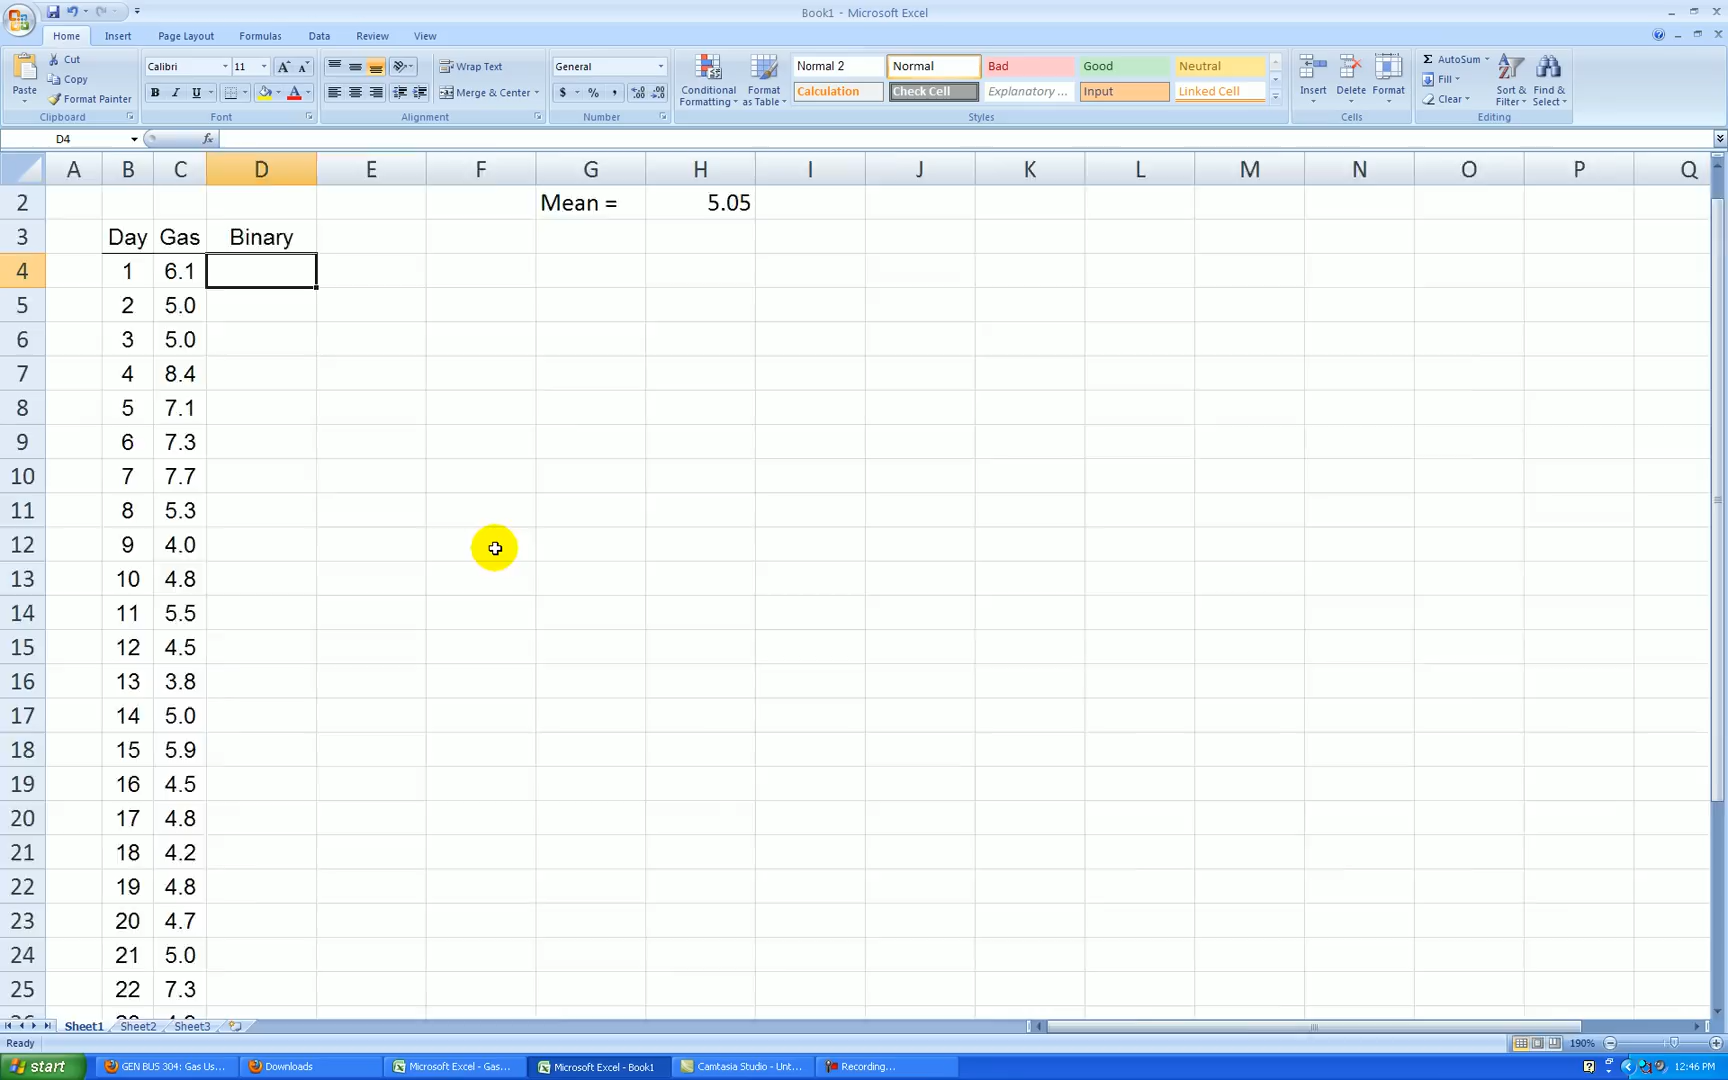 Book1 - Microsoft Excel
Home Insert Page Layout Formulas Data Review View
Paste
Cut
Copy
Format Painter
Clipboard
Calibri 11
B I U
Font
Wrap Text
Merge & Center
Alignment
General
$ % ,
Number
Conditional Formatting
Format as Table
Normal 2 Normal Bad Good Neutral
Calculation Check Cell Explanatory ... Input Linked Cell
Styles
Insert Delete Format
Cells
Σ AutoSum
Fill
Clear
Sort & Filter
Find & Select
Editing
D4 fx
A B C D E F G H I J K L M N O P Q
2 Mean = 5.05
3 Day Gas Binary
4 1 6.1
5 2 5.0
6 3 5.0
7 4 8.4
8 5 7.1
9 6 7.3
10 7 7.7
11 8 5.3
12 9 4.0
13 10 4.8
14 11 5.5
15 12 4.5
16 13 3.8
17 14 5.0
18 15 5.9
19 16 4.5
20 17 4.8
21 18 4.2
22 19 4.8
23 20 4.7
24 21 5.0
25 22 7.3
Sheet1 Sheet2 Sheet3
Ready 190%
start GEN BUS 304: Gas Us... Downloads Microsoft Excel - Gas... Microsoft Excel - Book1 Camtasia Studio - Unt... Recording... 12:46 PM